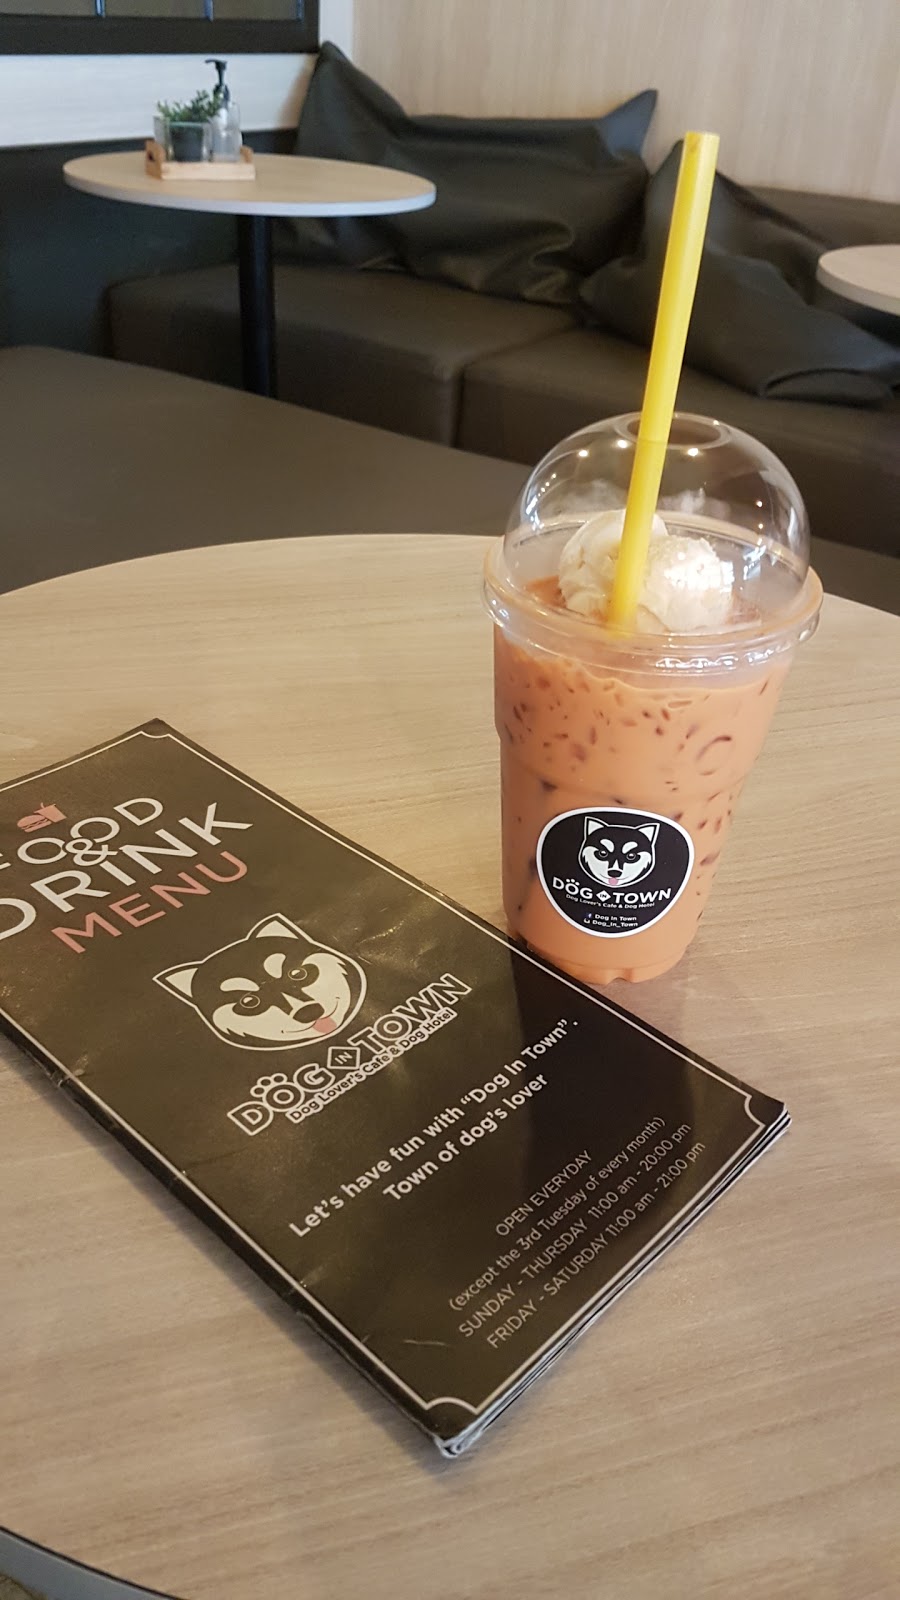 FOOD
&
DRINK
MENU
DOG IN TOWN
Dog Lover's Cafe & Dog Hotel
Let's have fun with "Dog In Town".
Town of dog's lover
OPEN EVERYDAY
(except the 3rd Tuesday of every month)
SUNDAY - THURSDAY 11:00 am - 20:00 pm
FRIDAY - SATURDAY 11:00 am - 21:00 pm
DOG IN TOWN
Dog Lover's Cafe & Dog Hotel
Dog In Town
Dog_In_Town